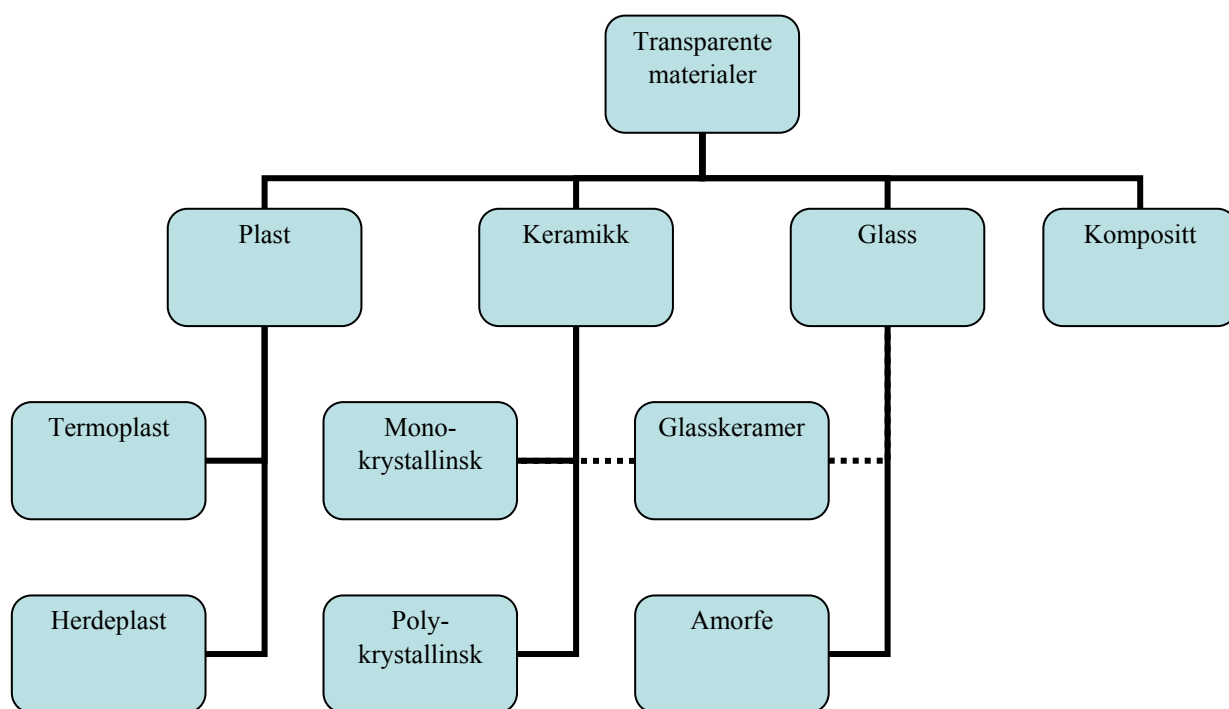 Transparente
materialer
Plast
Keramikk
Glass
Kompositt
Termoplast
Mono-
krystallinsk
Glasskeramer
Herdeplast
Poly-
krystallinsk
Amorfe